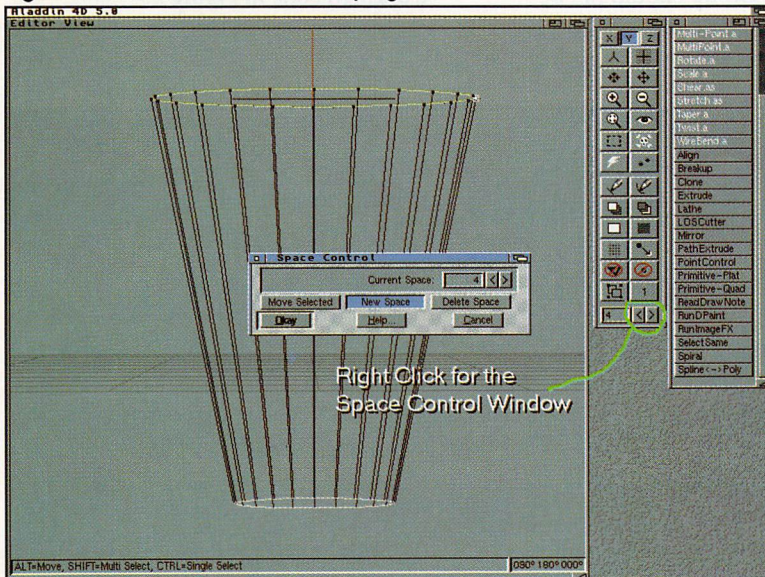 Aladdin 4D 5.0
Editor View
X Y Z
Multi-Point.a
MultiPoint.a
Rotate.a
Scale.a
Shear.as
Stretch.as
Taper.a
Twist.a
WireBend.a
Align
Breakup
Clone
Extrude
Lathe
LOSCutter
Mirror
PathExtrude
PointControl
Primitive-Plat
Primitive-Quad
ReadDrawNote
RunDPaint
RunImageFX
SelectSame
Spiral
Spline<->Poly
1
4 < >
Space Control
Current Space: 4 < >
Move Selected New Space Delete Space
Okay Help... Cancel
Right Click for the
Space Control Window
ALT=Move, SHIFT=Multi Select, CTRL=Single Select
090° 180° 000°